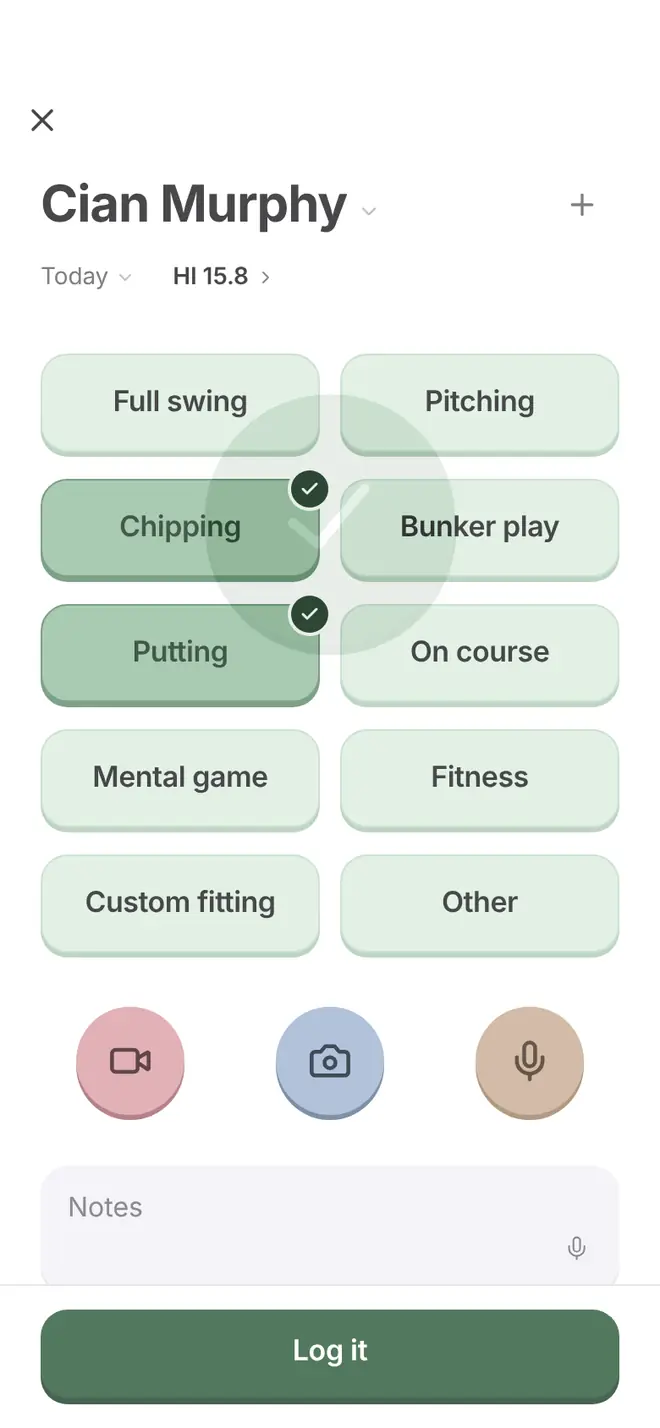 Cian Murphy
Today HI 15.8
Full swing Pitching
Chipping Bunker play
Putting On course
Mental game Fitness
Custom fitting Other
Notes
Log it